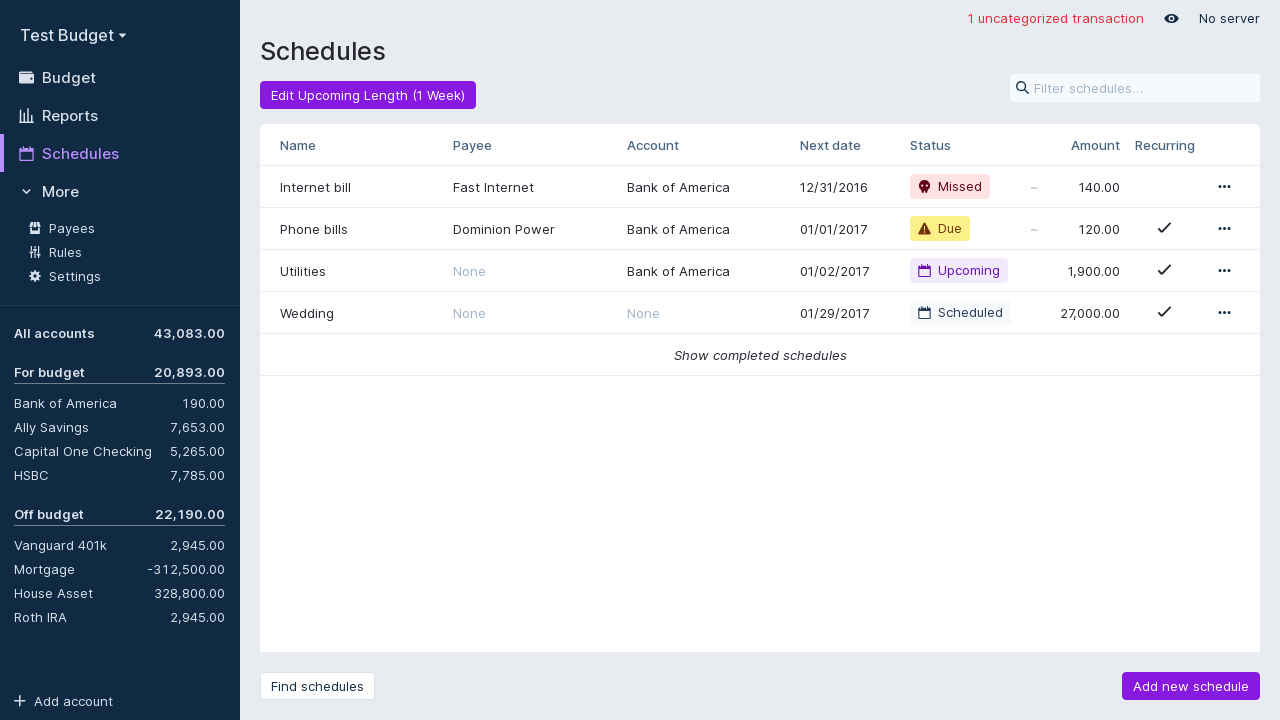 Test Budget
Budget
Reports
Schedules
More
Payees
Rules
Settings
All accounts 43,083.00
For budget 20,893.00
Bank of America 190.00
Ally Savings 7,653.00
Capital One Checking 5,265.00
HSBC 7,785.00
Off budget 22,190.00
Vanguard 401k 2,945.00
Mortgage -312,500.00
House Asset 328,800.00
Roth IRA 2,945.00
Add account
1 uncategorized transaction No server
Schedules
Edit Upcoming Length (1 Week)
Filter schedules...
Name Payee Account Next date Status Amount Recurring
Internet bill Fast Internet Bank of America 12/31/2016 Missed ~ 140.00
Phone bills Dominion Power Bank of America 01/01/2017 Due ~ 120.00
Utilities None Bank of America 01/02/2017 Upcoming 1,900.00
Wedding None None 01/29/2017 Scheduled 27,000.00
Show completed schedules
Find schedules Add new schedule